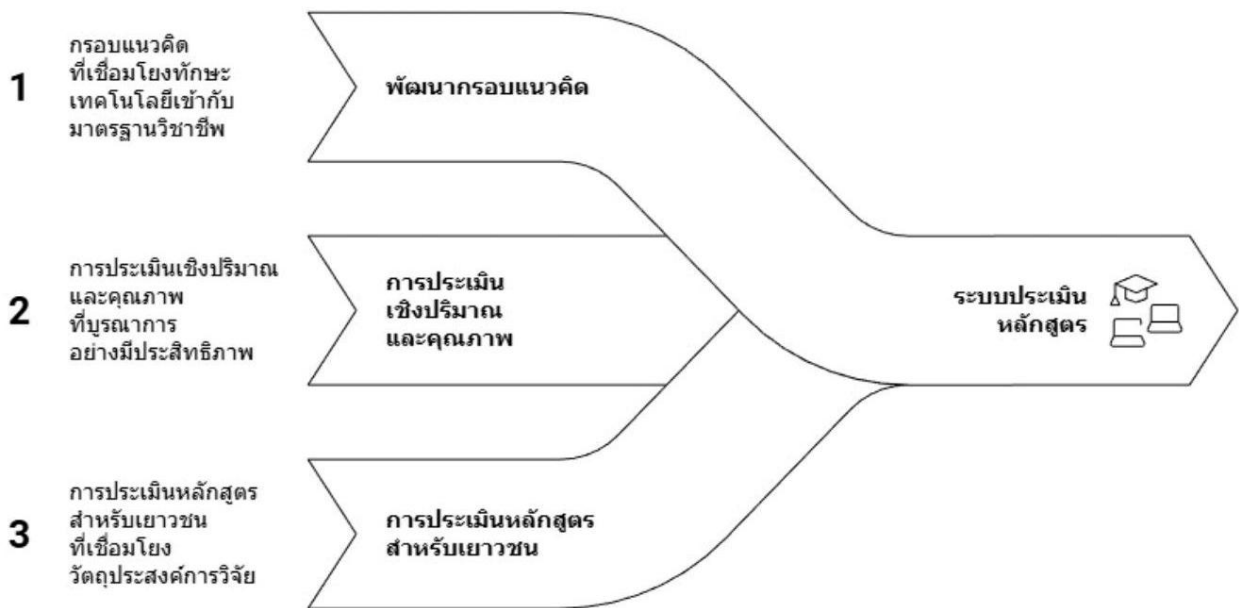 1
กรอบแนวคิด
ที่เชื่อมโยงทักษะ
เทคโนโลยีเข้ากับ
มาตรฐานวิชาชีพ
พัฒนากรอบแนวคิด
2
การประเมินเชิงปริมาณ
และคุณภาพ
ที่บูรณาการ
อย่างมีประสิทธิภาพ
การประเมิน
เชิงปริมาณ
และคุณภาพ
ระบบประเมิน
หลักสูตร
3
การประเมินหลักสูตร
สำหรับเยาวชน
ที่เชื่อมโยง
วัตถุประสงค์การวิจัย
การประเมินหลักสูตร
สำหรับเยาวชน